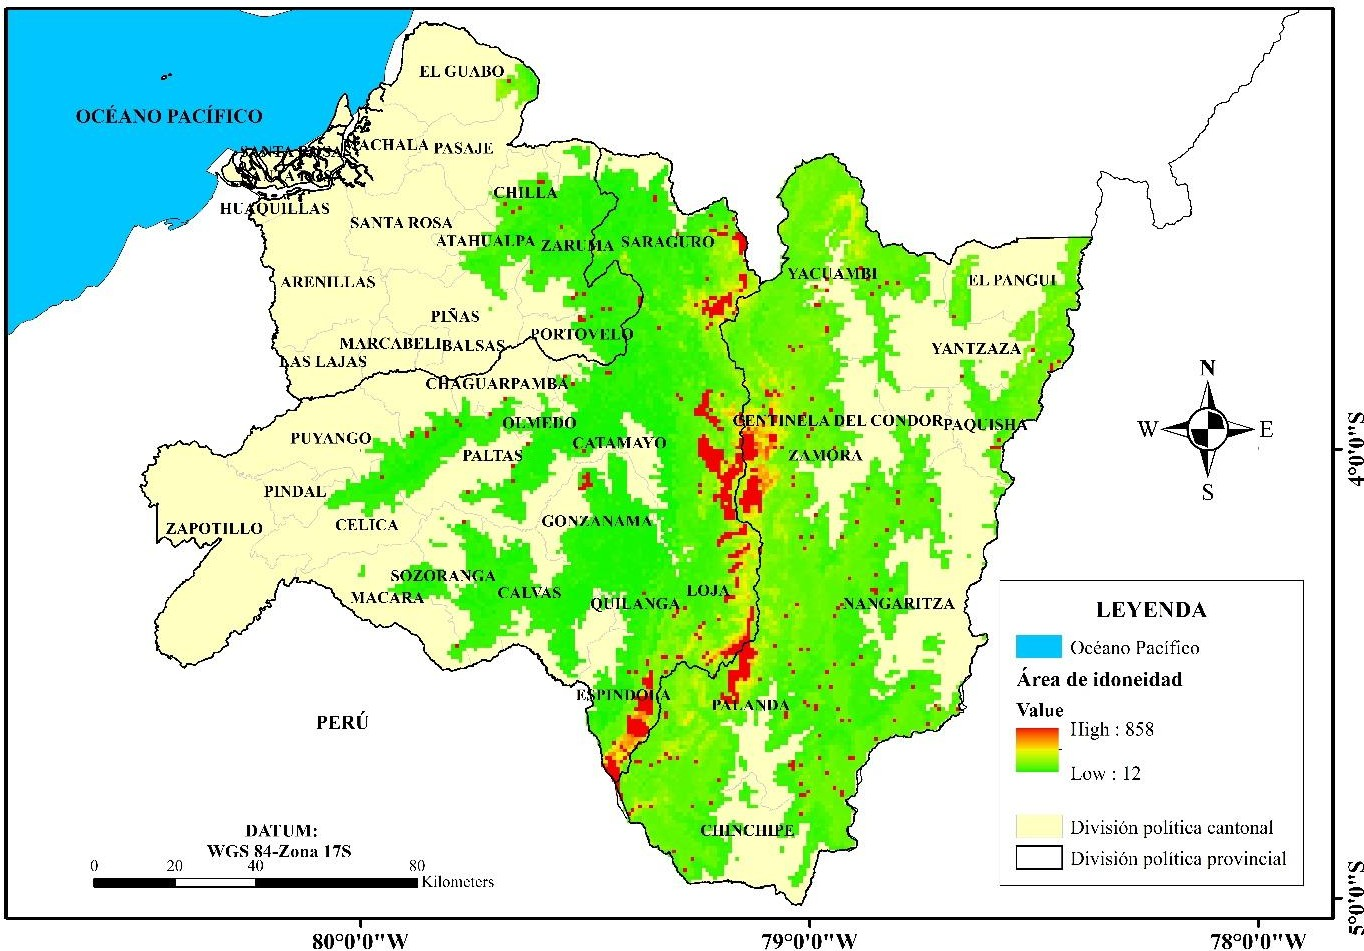 EL GUABO
OCÉANO PACÍFICO
MACHALA
PASAJE
SANTA ROSA
HUAQUILLAS
CHILLA
SANTA ROSA
ATAHUALPA
ZARUMA
SARAGURO
YACUAMBI
EL PANGUI
ARENILLAS
PIÑAS
PORTOVELO
MARCABELI
BALSAS
YANTZAZA
LAS LAJAS
CHAGUARPAMBA
OLMEDO
CENTINELA DEL CONDOR
PAQUISHA
PUYANGO
CATAMAYO
PALTAS
ZAMORA
PINDAL
ZAPOTILLO
CELICA
GONZANAMA
SOZORANGA
MACARA
CALVAS
QUILANGA
LOJA
NANGARITZA
ESPINDOLA
PALANDA
PERÚ
CHINCHIPE
N
W
E
S
LEYENDA
Océano Pacífico
Área de idoneidad
Value
High : 858
Low : 12
División política cantonal
División política provincial
DATUM:
WGS 84-Zona 17S
0 20 40 80
Kilometers
80°0'0"W
79°0'0"W
78°0'0"W
4°0'0"S
5°0'0"S